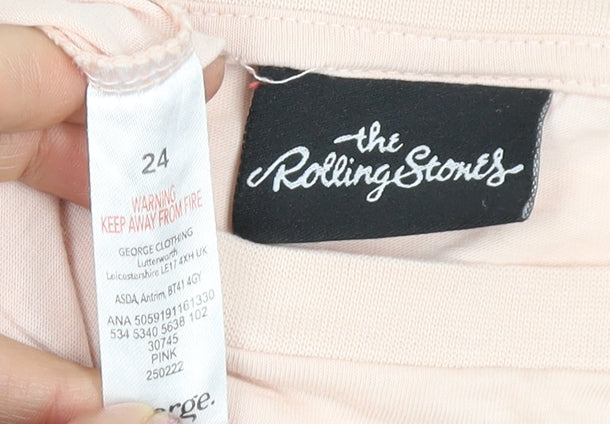 24
WARNING
KEEP AWAY FROM FIRE
GEORGE CLOTHING
Lutterworth
Leicestershire LE17 4XH UK
ASDA, Antrim, BT41 4GY
ANA 5059191161330
534 5340 5638 102
30745
PINK
250222
the
Rolling Stones